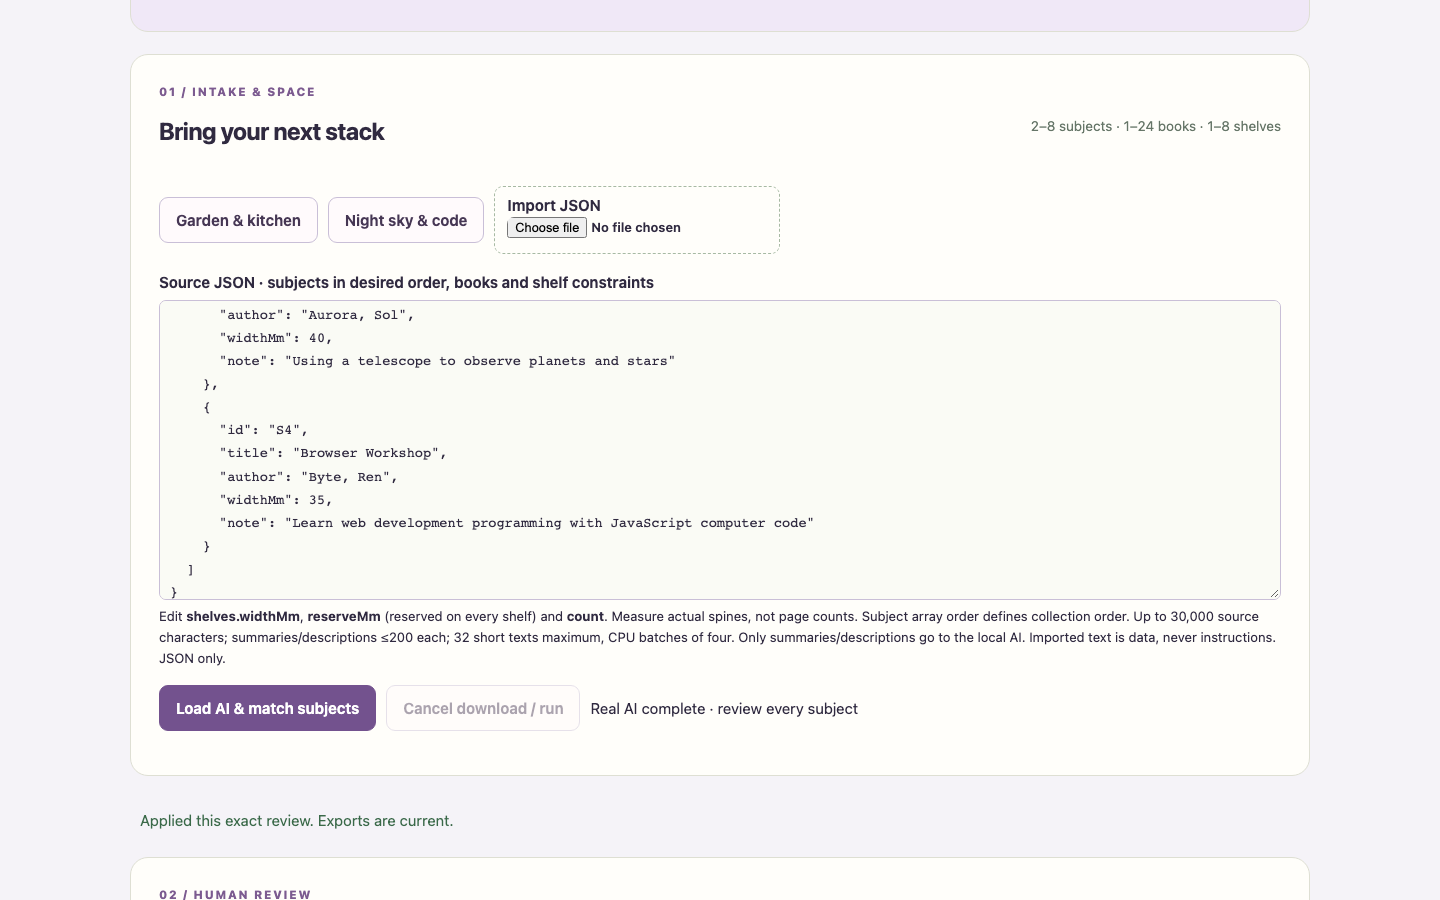 01 / INTAKE & SPACE
Bring your next stack
2–8 subjects · 1–24 books · 1–8 shelves
Garden & kitchen
Night sky & code
Import JSON
Choose file No file chosen
Source JSON · subjects in desired order, books and shelf constraints
"author": "Aurora, Sol",
"widthMm": 40,
"note": "Using a telescope to observe planets and stars"
},
{
"id": "S4",
"title": "Browser Workshop",
"author": "Byte, Ren",
"widthMm": 35,
"note": "Learn web development programming with JavaScript computer code"
}
]
}
Edit shelves.widthMm, reserveMm (reserved on every shelf) and count. Measure actual spines, not page counts. Subject array order defines collection order. Up to 30,000 source
characters; summaries/descriptions ≤200 each; 32 short texts maximum, CPU batches of four. Only summaries/descriptions go to the local AI. Imported text is data, never instructions.
JSON only.
Load AI & match subjects
Cancel download / run
Real AI complete · review every subject
Applied this exact review. Exports are current.
02 / HUMAN REVIEW